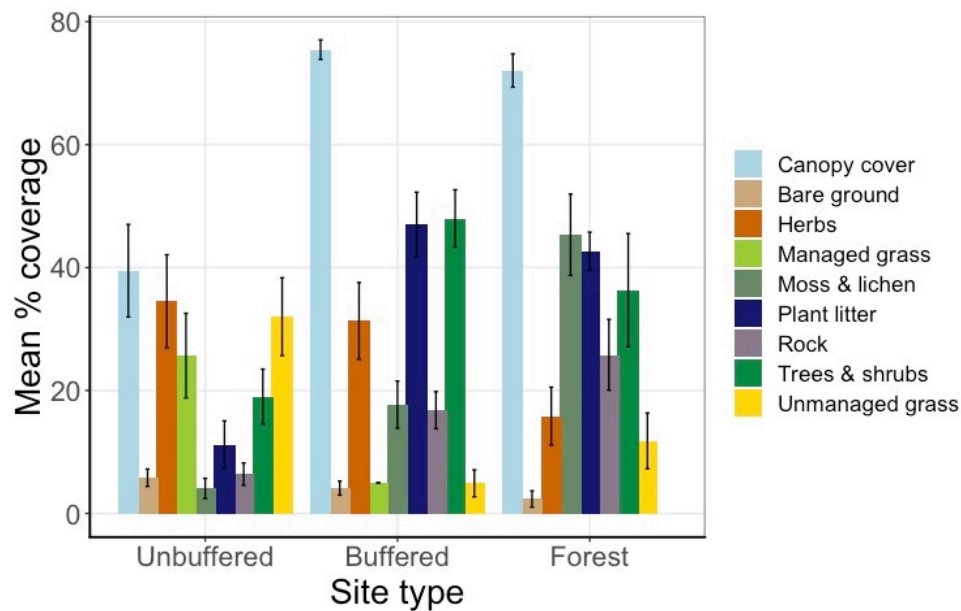 80
60
40
20
0
Mean % coverage
Unbuffered Buffered Forest
Site type
Canopy cover
Bare ground
Herbs
Managed grass
Moss & lichen
Plant litter
Rock
Trees & shrubs
Unmanaged grass